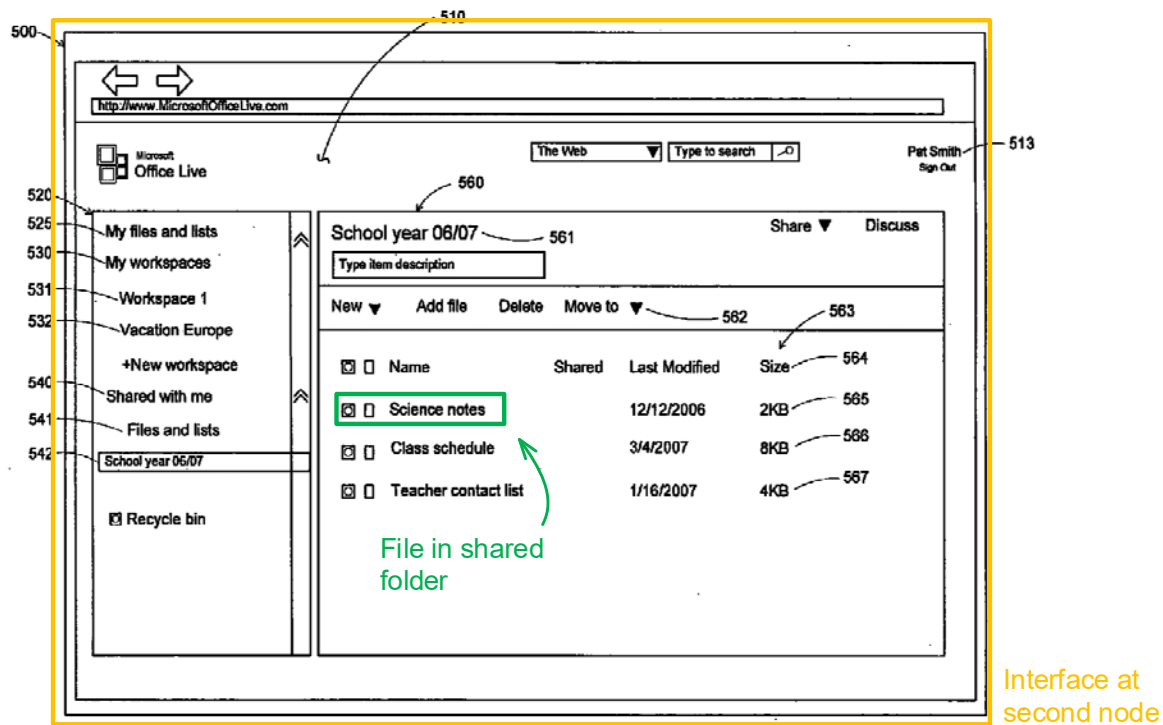 510
500
http://www.MicrosoftOfficeLive.com
Microsoft
Office Live
The Web
Type to search
Pat Smith
Sign Out
513
520
525
530
531
532
540
541
542
My files and lists
My workspaces
Workspace 1
Vacation Europe
+New workspace
Shared with me
Files and lists
School year 06/07
Recycle bin
560
School year 06/07
561
Share
Discuss
Type item description
New
Add file
Delete
Move to
562
563
Name Shared Last Modified Size
564
Science notes 12/12/2006 2KB
565
Class schedule 3/4/2007 8KB
566
Teacher contact list 1/16/2007 4KB
567
File in shared
folder
Interface at
second node